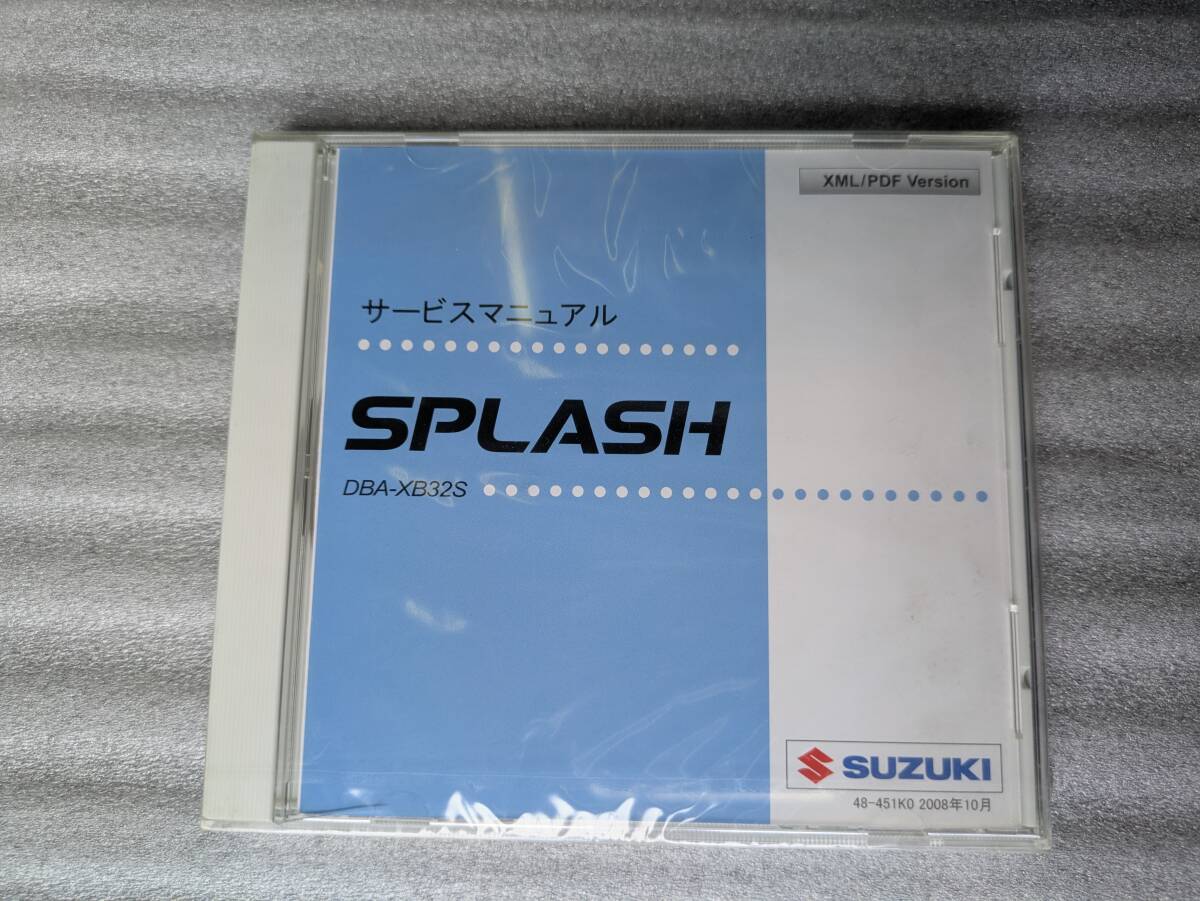 XML/PDF Version
サービスマニュアル
SPLASH
DBA-XB32S
SUZUKI
48-451K0 2008年10月